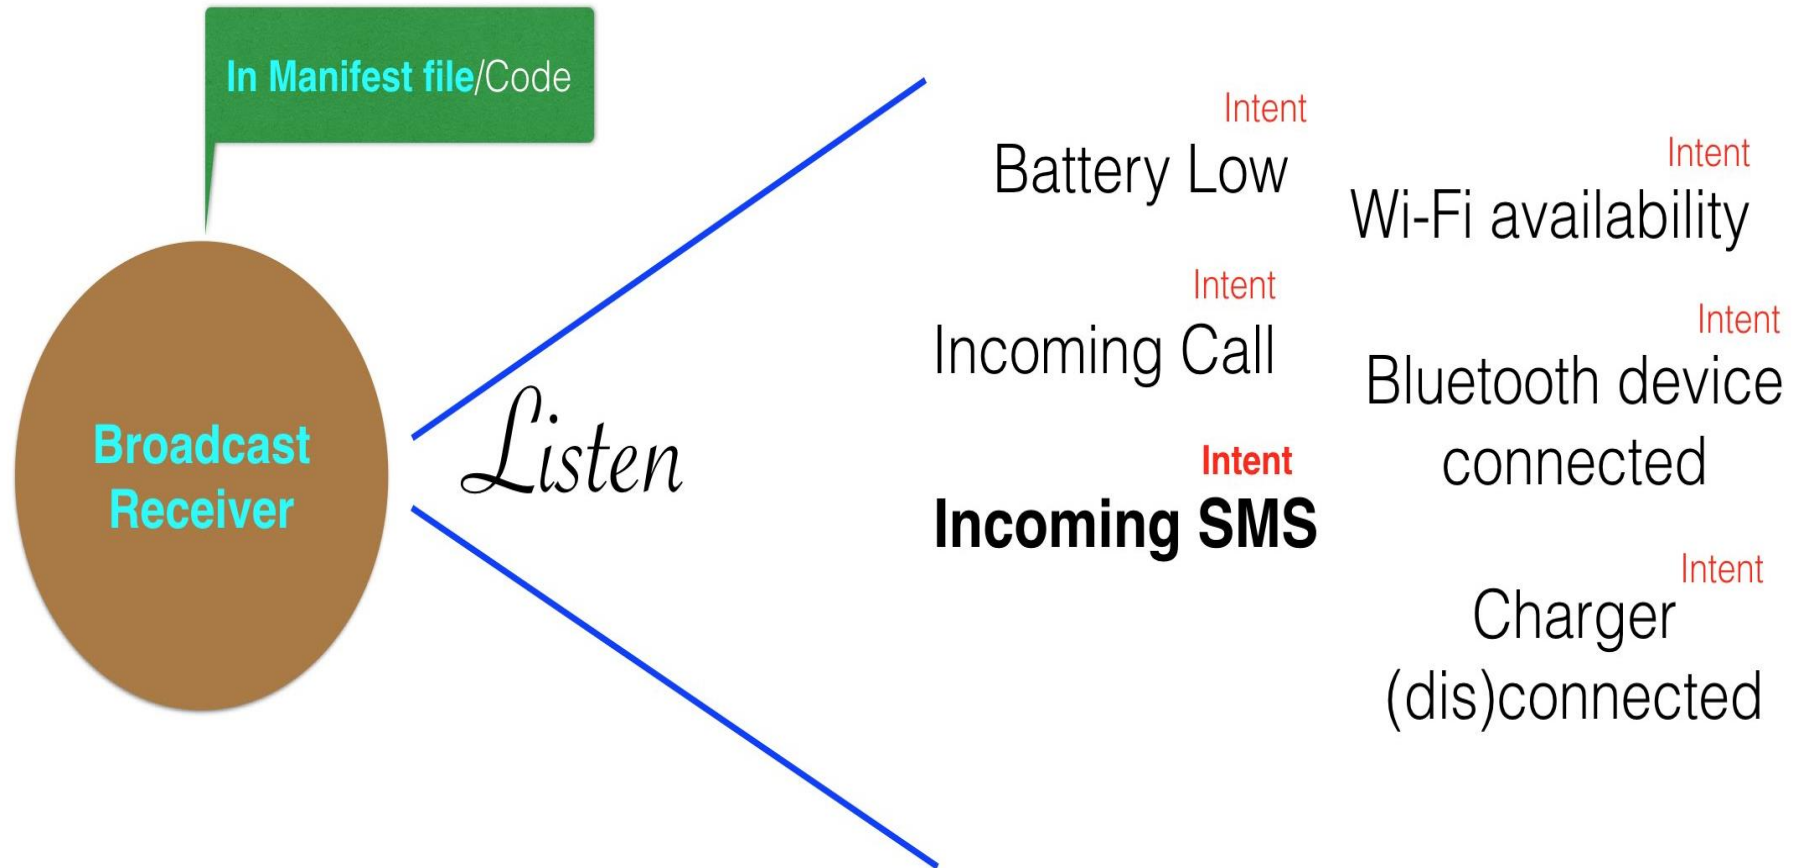 In Manifest file/Code
Broadcast
Receiver
Listen
Intent
Battery Low
Intent
Wi-Fi availability
Intent
Incoming Call
Intent
Bluetooth device
connected
Intent
Incoming SMS
Intent
Charger
(dis)connected